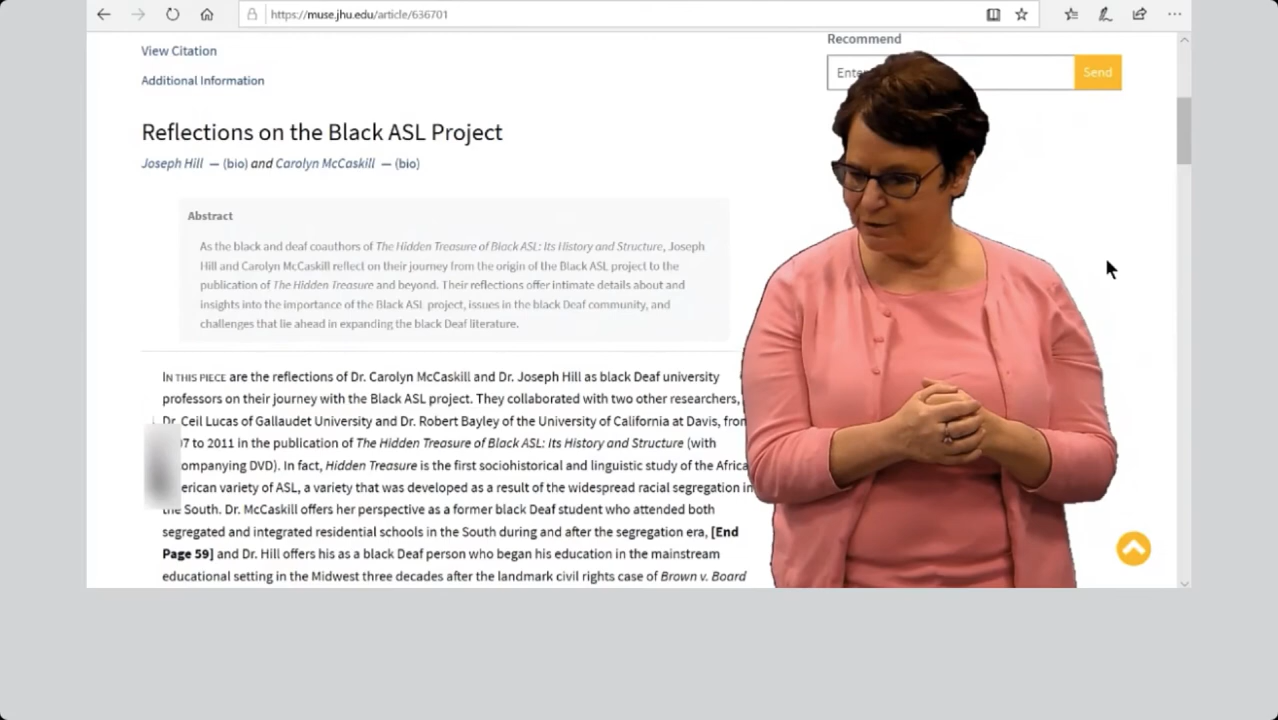 https://muse.jhu.edu/article/636701
View Citation
Additional Information
Recommend
Send
Reflections on the Black ASL Project
Joseph Hill — (bio) and Carolyn McCaskill — (bio)
Abstract
As the black and deaf coauthors of The Hidden Treasure of Black ASL: Its History and Structure, Joseph
Hill and Carolyn McCaskill reflect on their journey from the origin of the Black ASL project to the
publication of The Hidden Treasure and beyond. Their reflections offer intimate details about and
insights into the importance of the Black ASL project, issues in the black Deaf community, and
challenges that lie ahead in expanding the black Deaf literature.
IN THIS PIECE are the reflections of Dr. Carolyn McCaskill and Dr. Joseph Hill as black Deaf university
professors on their journey with the Black ASL project. They collaborated with two other researchers,
Dr. Ceil Lucas of Gallaudet University and Dr. Robert Bayley of the University of California at Davis,
to 2011 in the publication of The Hidden Treasure of Black ASL: Its History and Structure (with
DVD). In fact, Hidden Treasure is the first sociohistorical and linguistic study of the
variety of ASL, a variety that was developed as a result of the widespread racial segregation in
the South. Dr. McCaskill offers her perspective as a former black Deaf student who attended both
segregated and integrated residential schools in the South during and after the segregation era, [End
Page 59] and Dr. Hill offers his as a black Deaf person who began his education in the mainstream
educational setting in the Midwest three decades after the landmark civil rights case of Brown v. Board